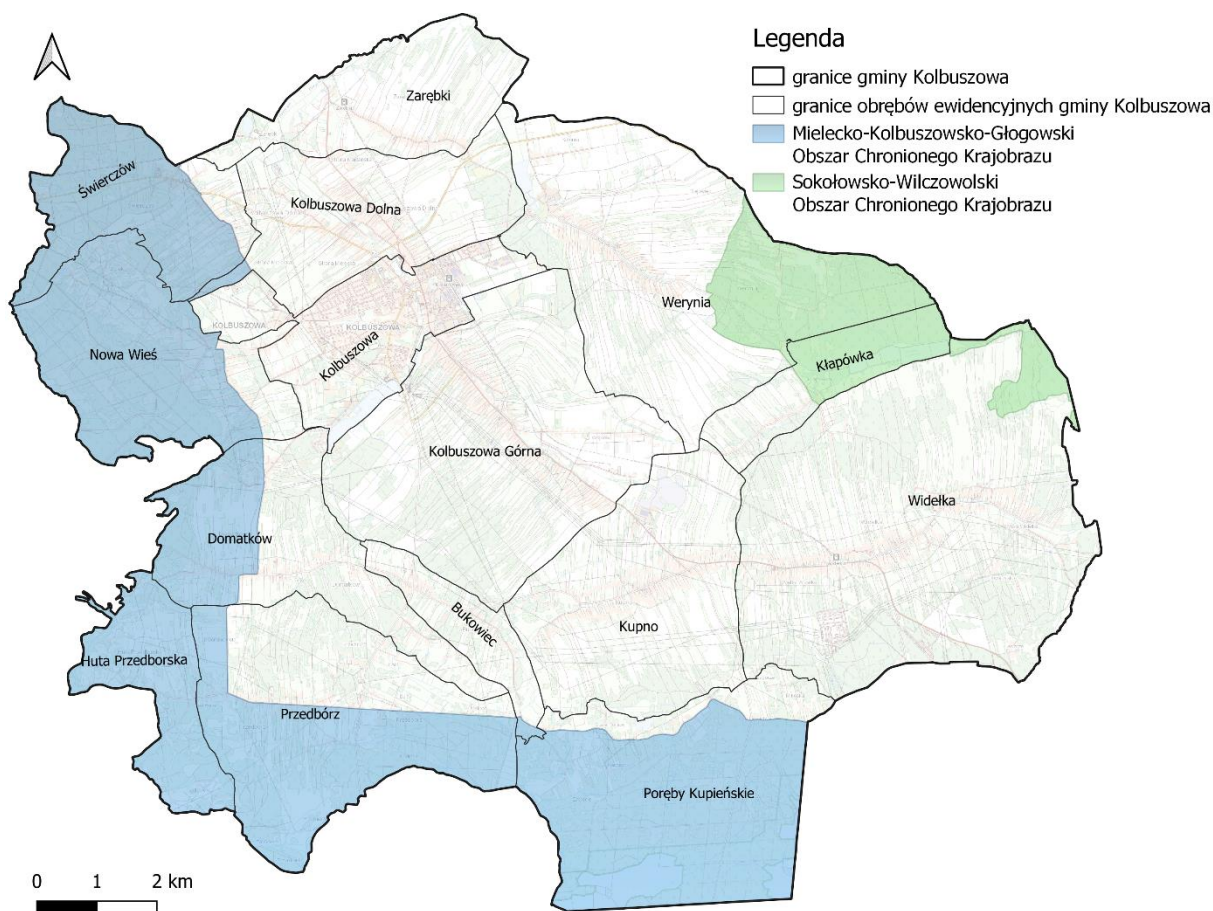 Legenda
granice gminy Kolbuszowa
granice obrębów ewidencyjnych gminy Kolbuszowa
Mielecko-Kolbuszowsko-Głogowski
Obszar Chronionego Krajobrazu
Sokołowsko-Wilczowolski
Obszar Chronionego Krajobrazu
Zarębki
Świerczów
Kolbuszowa Dolna
Werynia
KOLBUSZOWA
KOLBUSZOWA
Nowa Wieś
Kolbuszowa
Kłapówka
Kolbuszowa Górna
Widełka
Domatków
Bukowiec
Kupno
Huta Przedborska
Przedbórz
Poręby Kupieńskie
0 1 2 km